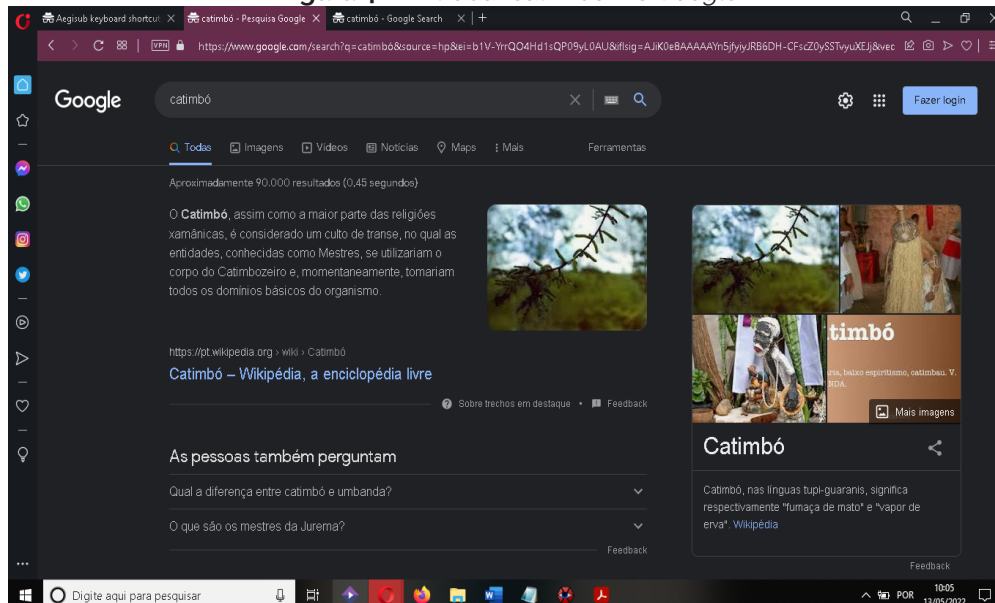 Aegisub keyboard shortcut
catimbó - Pesquisa Google
catimbó - Google Search
VPN
https://www.google.com/search?q=catimbó&source=hp&ei=b1V-YrrQO4Hd1sQP09yL0AU&iflsig=
Google
catimbó
Fazer login
Todas Imagens Vídeos Notícias Maps Mais Ferramentas
Aproximadamente 90.000 resultados (0,45 segundos)
O Catimbó, assim como a maior parte das religiões
xamânicas, é considerado um culto de transe, no qual as
entidades, conhecidas como Mestres, se utilizariam o
corpo do Catimbozeiro e, momentaneamente, tomariam
todos os domínios básicos do organismo.
https://pt.wikipedia.org › wiki › Catimbó
Catimbó – Wikipédia, a enciclopédia livre
Sobre trechos em destaque • Feedback
As pessoas também perguntam
Qual a diferença entre catimbó e umbanda?
O que são os mestres da Jurema?
Feedback
timbó
ria, baixo espiritismo, catimbau. V.
NDA.
Mais imagens
Catimbó
Catimbó, nas línguas tupi-guaranis, significa
respectivamente "fumaça de mato" e "vapor de
erva". Wikipédia
Feedback
Digite aqui para pesquisar
POR
10:05
13/05/2022